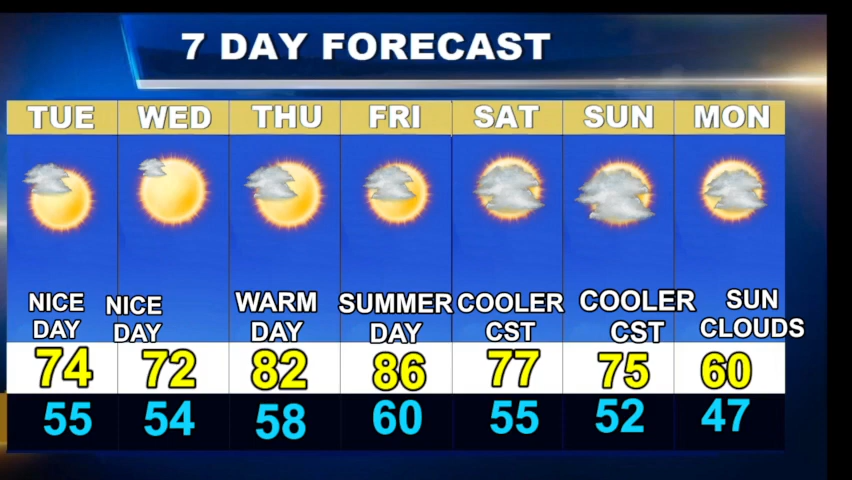 7 DAY FORECAST
TUE WED THU FRI SAT SUN MON
NICE DAY
NICE DAY
WARM DAY
SUMMER DAY
COOLER CST
COOLER CST
SUN CLOUDS
74 72 82 86 77 75 60
55 54 58 60 55 52 47